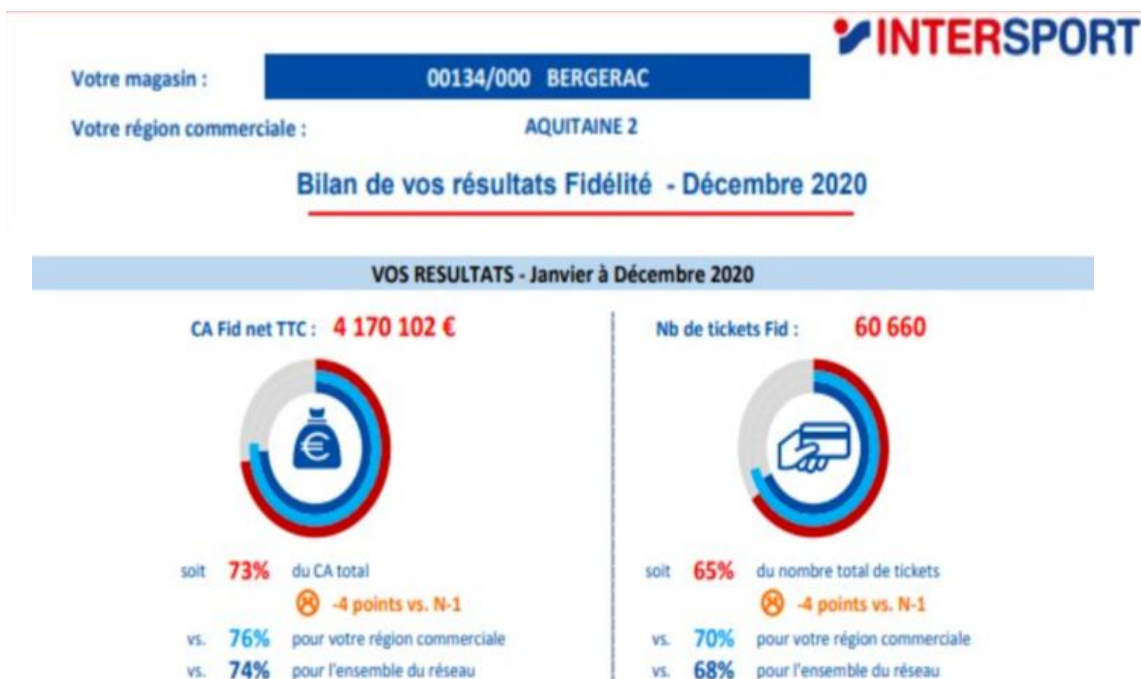 INTERSPORT
Votre magasin : 00134/000 BERGERAC
Votre région commerciale : AQUITAINE 2
Bilan de vos résultats Fidélité - Décembre 2020
VOS RESULTATS - Janvier à Décembre 2020
CA Fid net TTC : 4 170 102 €
€
soit 73% du CA total
-4 points vs. N-1
vs. 76% pour votre région commerciale
vs. 74% pour l'ensemble du réseau
Nb de tickets Fid : 60 660
soit 65% du nombre total de tickets
-4 points vs. N-1
vs. 70% pour votre région commerciale
vs. 68% pour l'ensemble du réseau